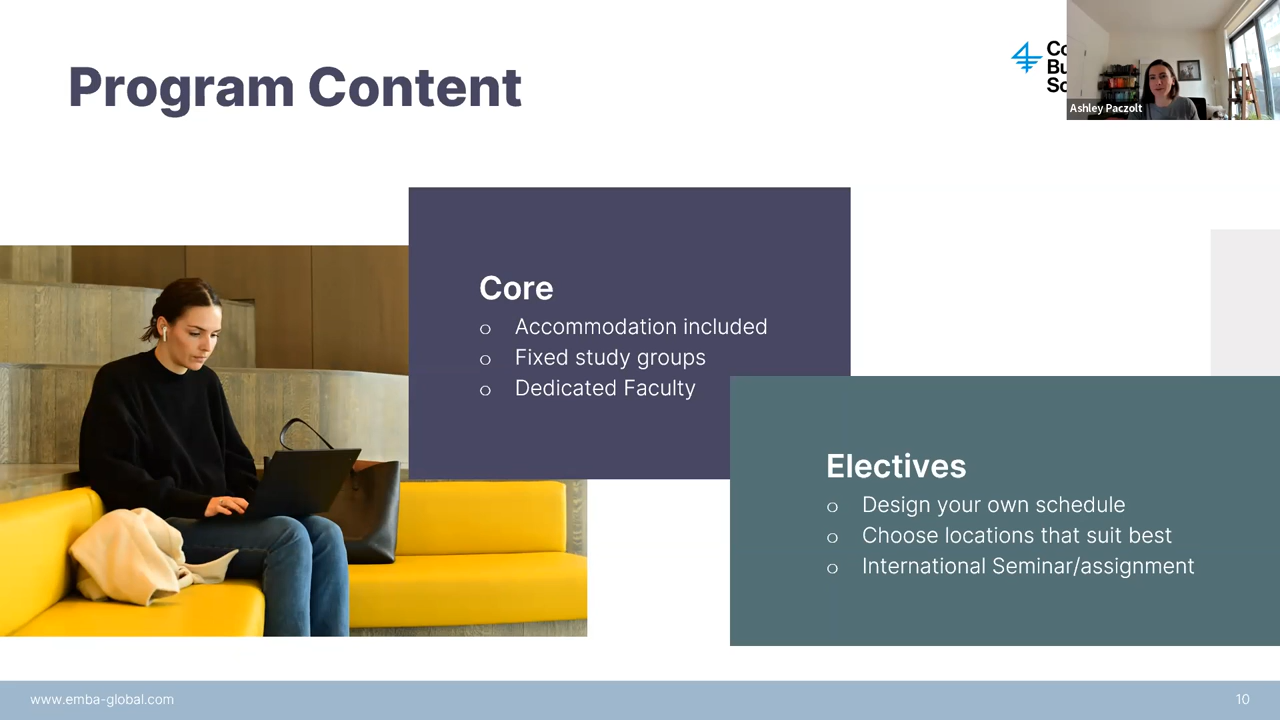 Program Content
Ashley Paczolt
Core
o Accommodation included
o Fixed study groups
o Dedicated Faculty
Electives
o Design your own schedule
o Choose locations that suit best
o International Seminar/assignment
www.emba-global.com
10